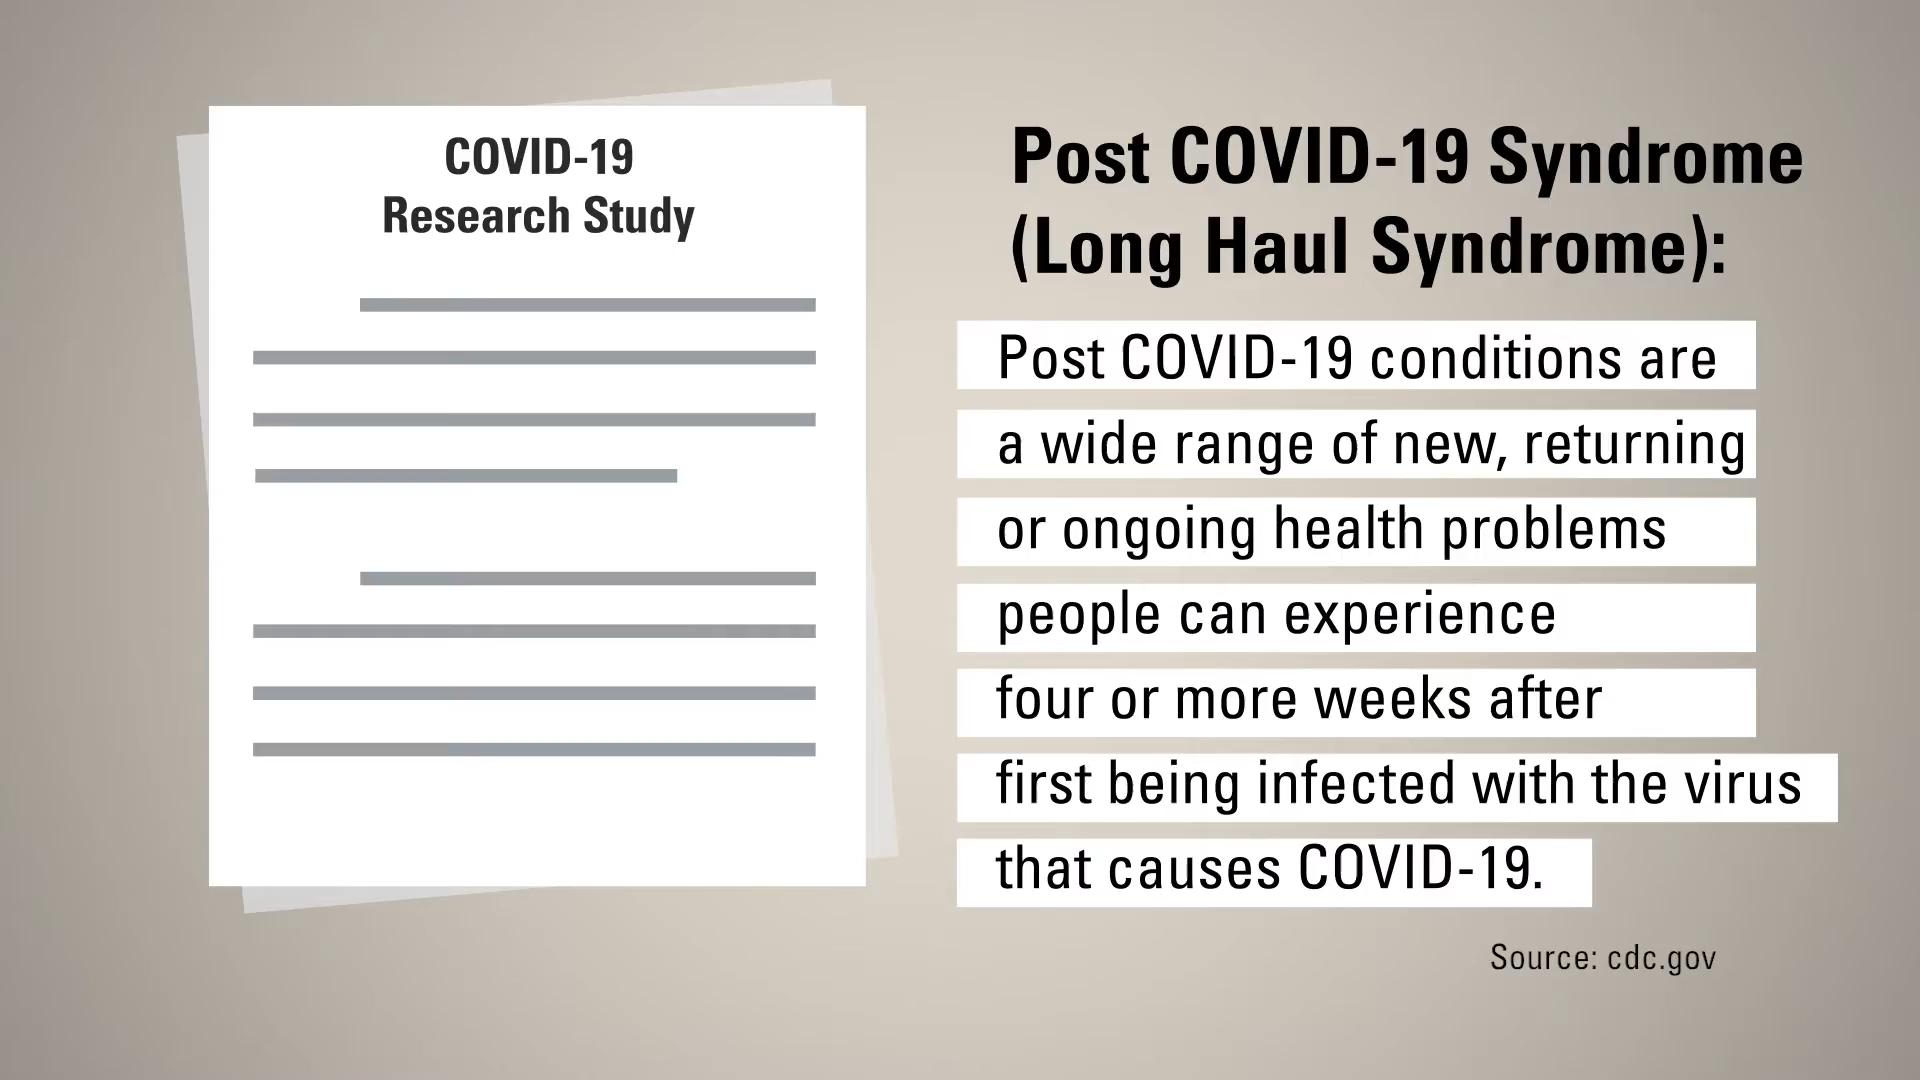 COVID-19
Research Study
Post COVID-19 Syndrome
(Long Haul Syndrome):
Post COVID-19 conditions are
a wide range of new, returning
or ongoing health problems
people can experience
four or more weeks after
first being infected with the virus
that causes COVID-19.
Source: cdc.gov